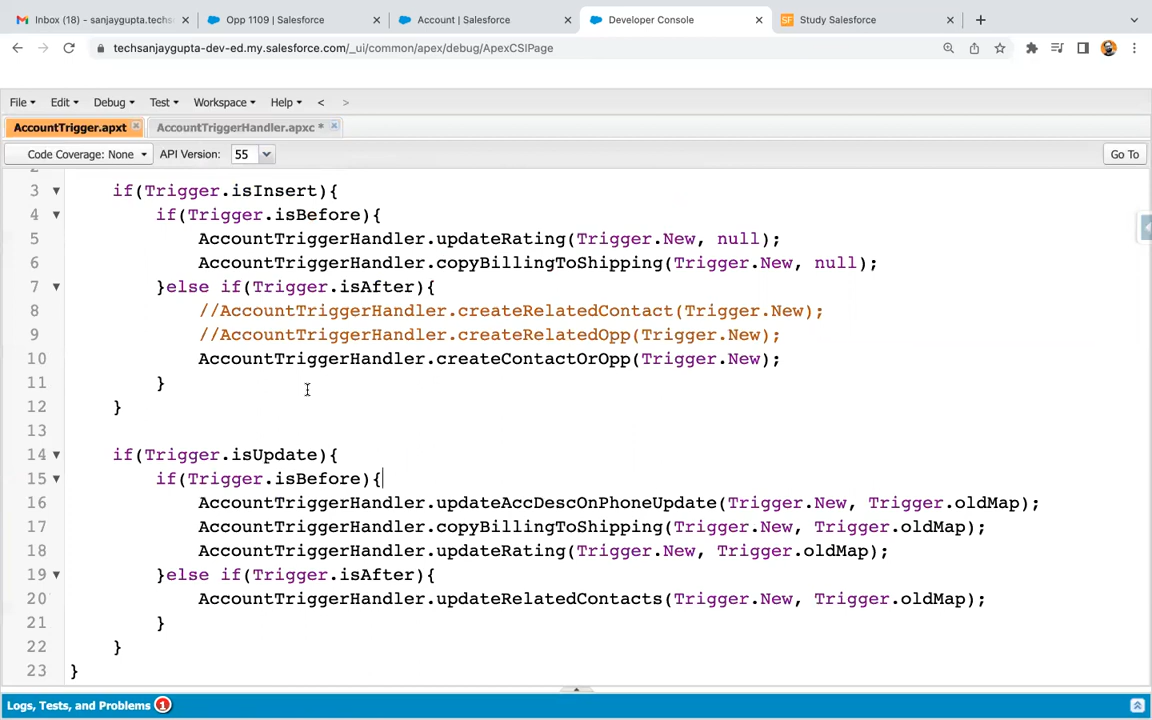 Inbox (18) - sanjaygupta.techs
Opp 1109 | Salesforce
Account | Salesforce
Developer Console
SF Study Salesforce
techsanjaygupta-dev-ed.my.salesforce.com/_ui/common/apex/debug/ApexCSIPage
File Edit Debug Test Workspace Help < >
AccountTrigger.apxt AccountTriggerHandler.apxc *
Code Coverage: None API Version: 55 Go To
3 if(Trigger.isInsert){
4 if(Trigger.isBefore){
5 AccountTriggerHandler.updateRating(Trigger.New, null);
6 AccountTriggerHandler.copyBillingToShipping(Trigger.New, null);
7 }else if(Trigger.isAfter){
8 //AccountTriggerHandler.createRelatedContact(Trigger.New);
9 //AccountTriggerHandler.createRelatedOpp(Trigger.New);
10 AccountTriggerHandler.createContactOrOpp(Trigger.New);
11 }
12 }
13
14 if(Trigger.isUpdate){
15 if(Trigger.isBefore){
16 AccountTriggerHandler.updateAccDescOnPhoneUpdate(Trigger.New, Trigger.oldMap);
17 AccountTriggerHandler.copyBillingToShipping(Trigger.New, Trigger.oldMap);
18 AccountTriggerHandler.updateRating(Trigger.New, Trigger.oldMap);
19 }else if(Trigger.isAfter){
20 AccountTriggerHandler.updateRelatedContacts(Trigger.New, Trigger.oldMap);
21 }
22 }
23 }
Logs, Tests, and Problems 1